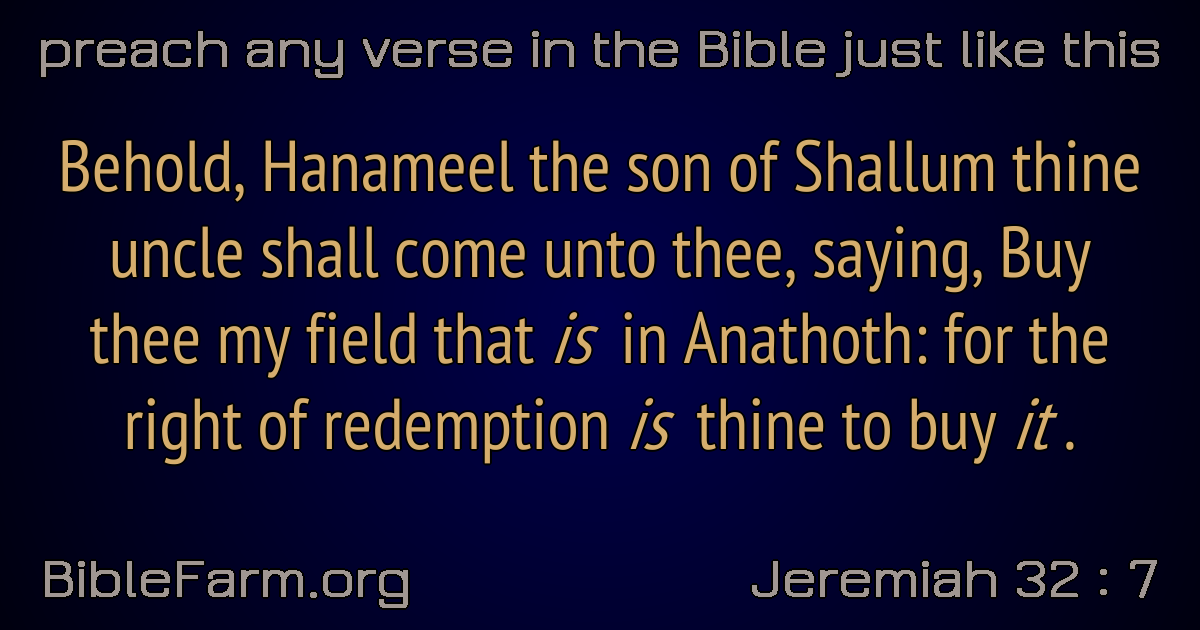 preach any verse in the Bible just like this
Behold, Hanameel the son of Shallum thine
uncle shall come unto thee, saying, Buy
thee my field that is in Anathoth: for the
right of redemption is thine to buy it .
BibleFarm.org
Jeremiah 32 : 7